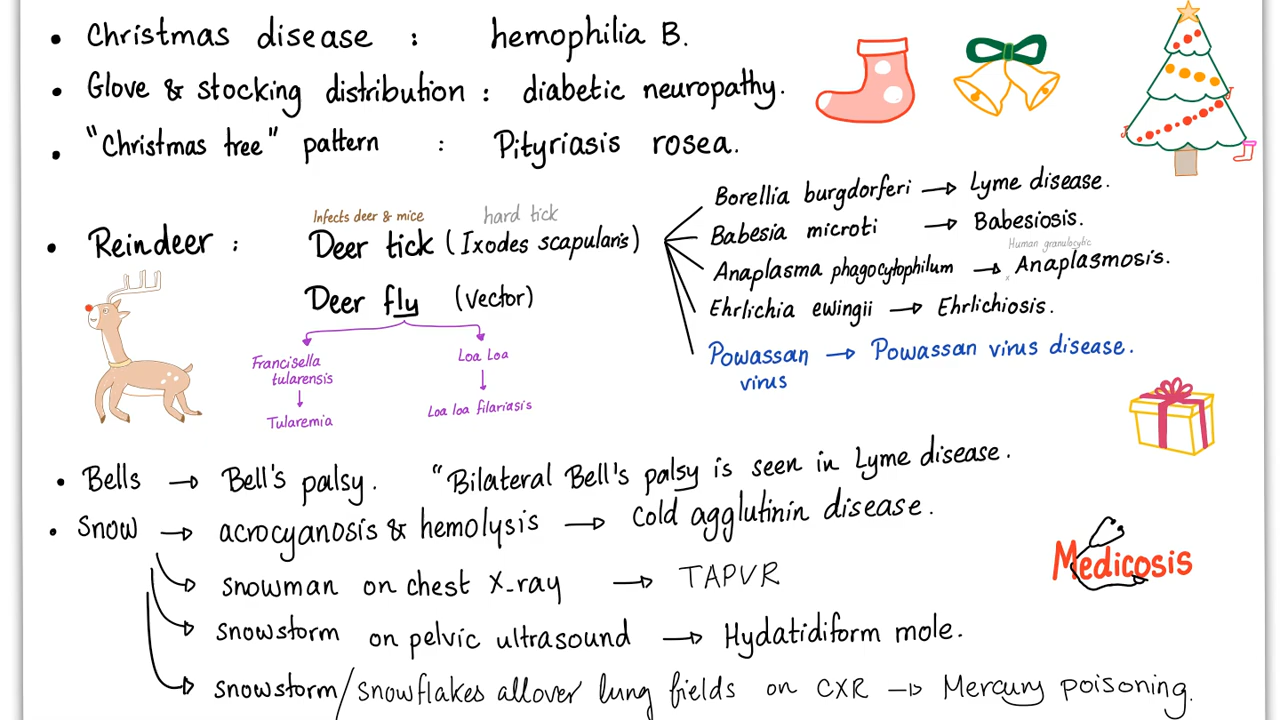 • Christmas disease : hemophilia B.
• Glove & stocking distribution : diabetic neuropathy.
• "Christmas tree" pattern : Pityriasis rosea.
Infects deer & mice
hard tick
• Reindeer : Deer tick (Ixodes scapularis)
Borellia burgdorferi → Lyme disease.
Babesia microti → Babesiosis.
Human granulocytic
Anaplasma phagocytophilum → Anaplasmosis.
Ehrlichia ewingii → Ehrlichiosis.
Powassan → Powassan virus disease.
virus
Deer fly (vector)
Francisella
tularensis
↓
Tularemia
Loa Loa
↓
Loa loa filariasis
• Bells → Bell's palsy. "Bilateral Bell's palsy is seen in Lyme disease.
• Snow → acrocyanosis & hemolysis → Cold agglutinin disease.
→ snowman on chest X-ray → TAPVR
→ snowstorm on pelvic ultrasound → Hydatidiform mole.
→ snowstorm/snowflakes allover lung fields on CXR → Mercury poisoning.
Medicosis